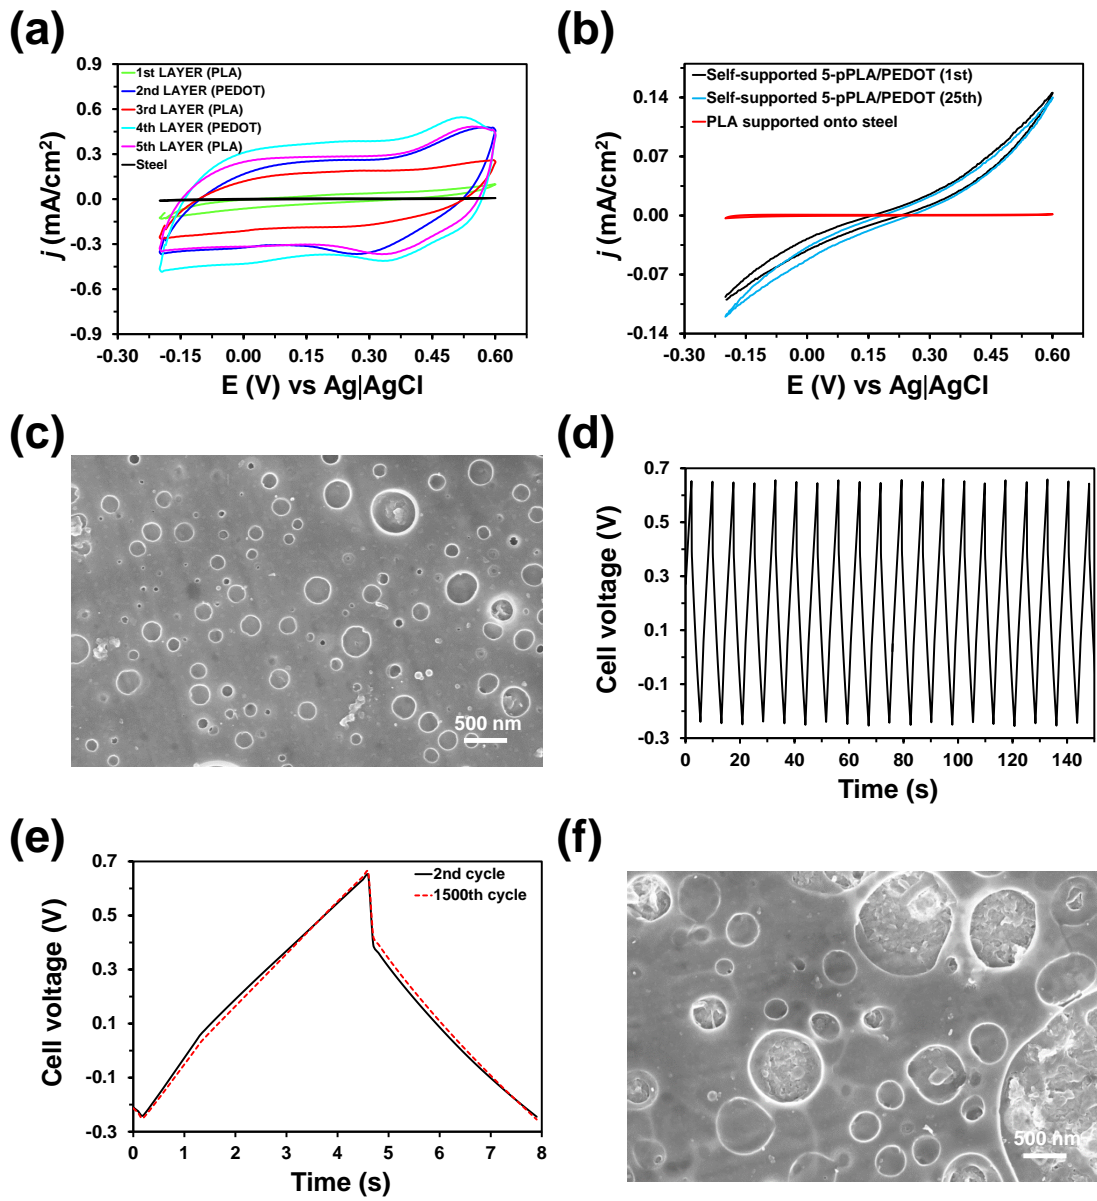 (a)
0.9
0.6
0.3
0.0
-0.3
-0.6
-0.9
j (mA/cm2)
1st LAYER (PLA)
2nd LAYER (PEDOT)
3rd LAYER (PLA)
4th LAYER (PEDOT)
5th LAYER (PLA)
Steel
-0.30 -0.15 0.00 0.15 0.30 0.45 0.60
E (V) vs Ag|AgCl
(b)
0.14
0.07
0.00
-0.07
-0.14
j (mA/cm2)
Self-supported 5-pPLA/PEDOT (1st)
Self-supported 5-pPLA/PEDOT (25th)
PLA supported onto steel
-0.30 -0.15 0.00 0.15 0.30 0.45 0.60
E (V) vs Ag|AgCl
(c)
500 nm
(d)
0.7
0.5
0.3
0.1
-0.1
-0.3
Cell voltage (V)
0 20 40 60 80 100 120 140
Time (s)
(e)
0.7
0.5
0.3
0.1
-0.1
-0.3
Cell voltage (V)
2nd cycle
1500th cycle
0 1 2 3 4 5 6 7 8
Time (s)
(f)
500 nm